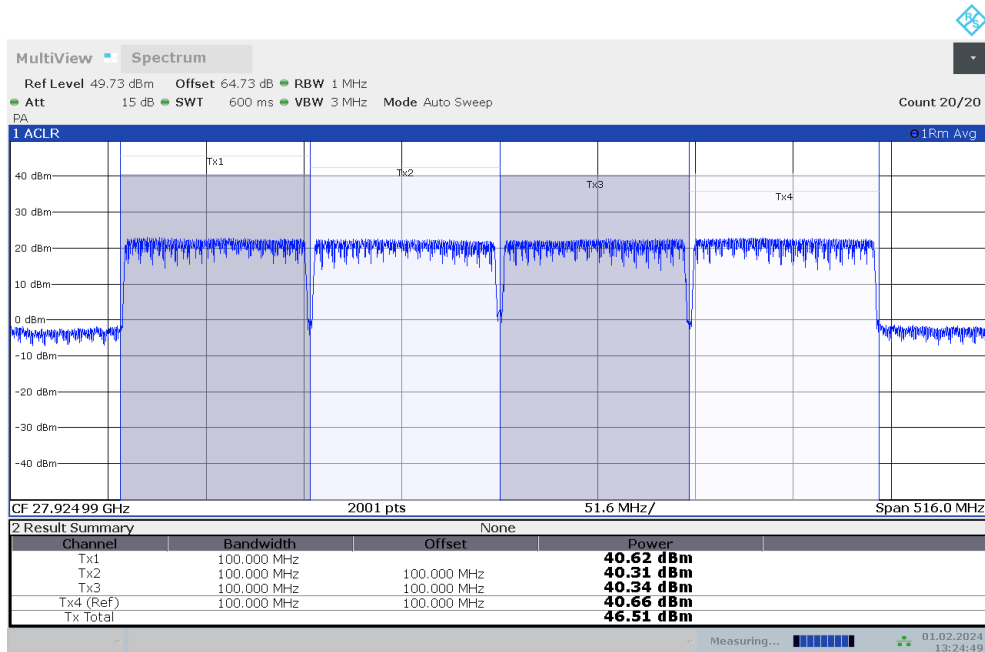 R&S
MultiView Spectrum
Ref Level 49.73 dBm Offset 64.73 dB RBW 1 MHz
Att 15 dB SWT 600 ms VBW 3 MHz Mode Auto Sweep Count 20/20
PA
1 ACLR 1Rm Avg
Tx1
Tx2
Tx3
Tx4
40 dBm
30 dBm
20 dBm
10 dBm
0 dBm
-10 dBm
-20 dBm
-30 dBm
-40 dBm
CF 27.92499 GHz 2001 pts 51.6 MHz/ Span 516.0 MHz
2 Result Summary None
Channel Bandwidth Offset Power
Tx1 100.000 MHz 40.62 dBm
Tx2 100.000 MHz 100.000 MHz 40.31 dBm
Tx3 100.000 MHz 100.000 MHz 40.34 dBm
Tx4 (Ref) 100.000 MHz 100.000 MHz 40.66 dBm
Tx Total 46.51 dBm
Measuring... 01.02.2024
13:24:49